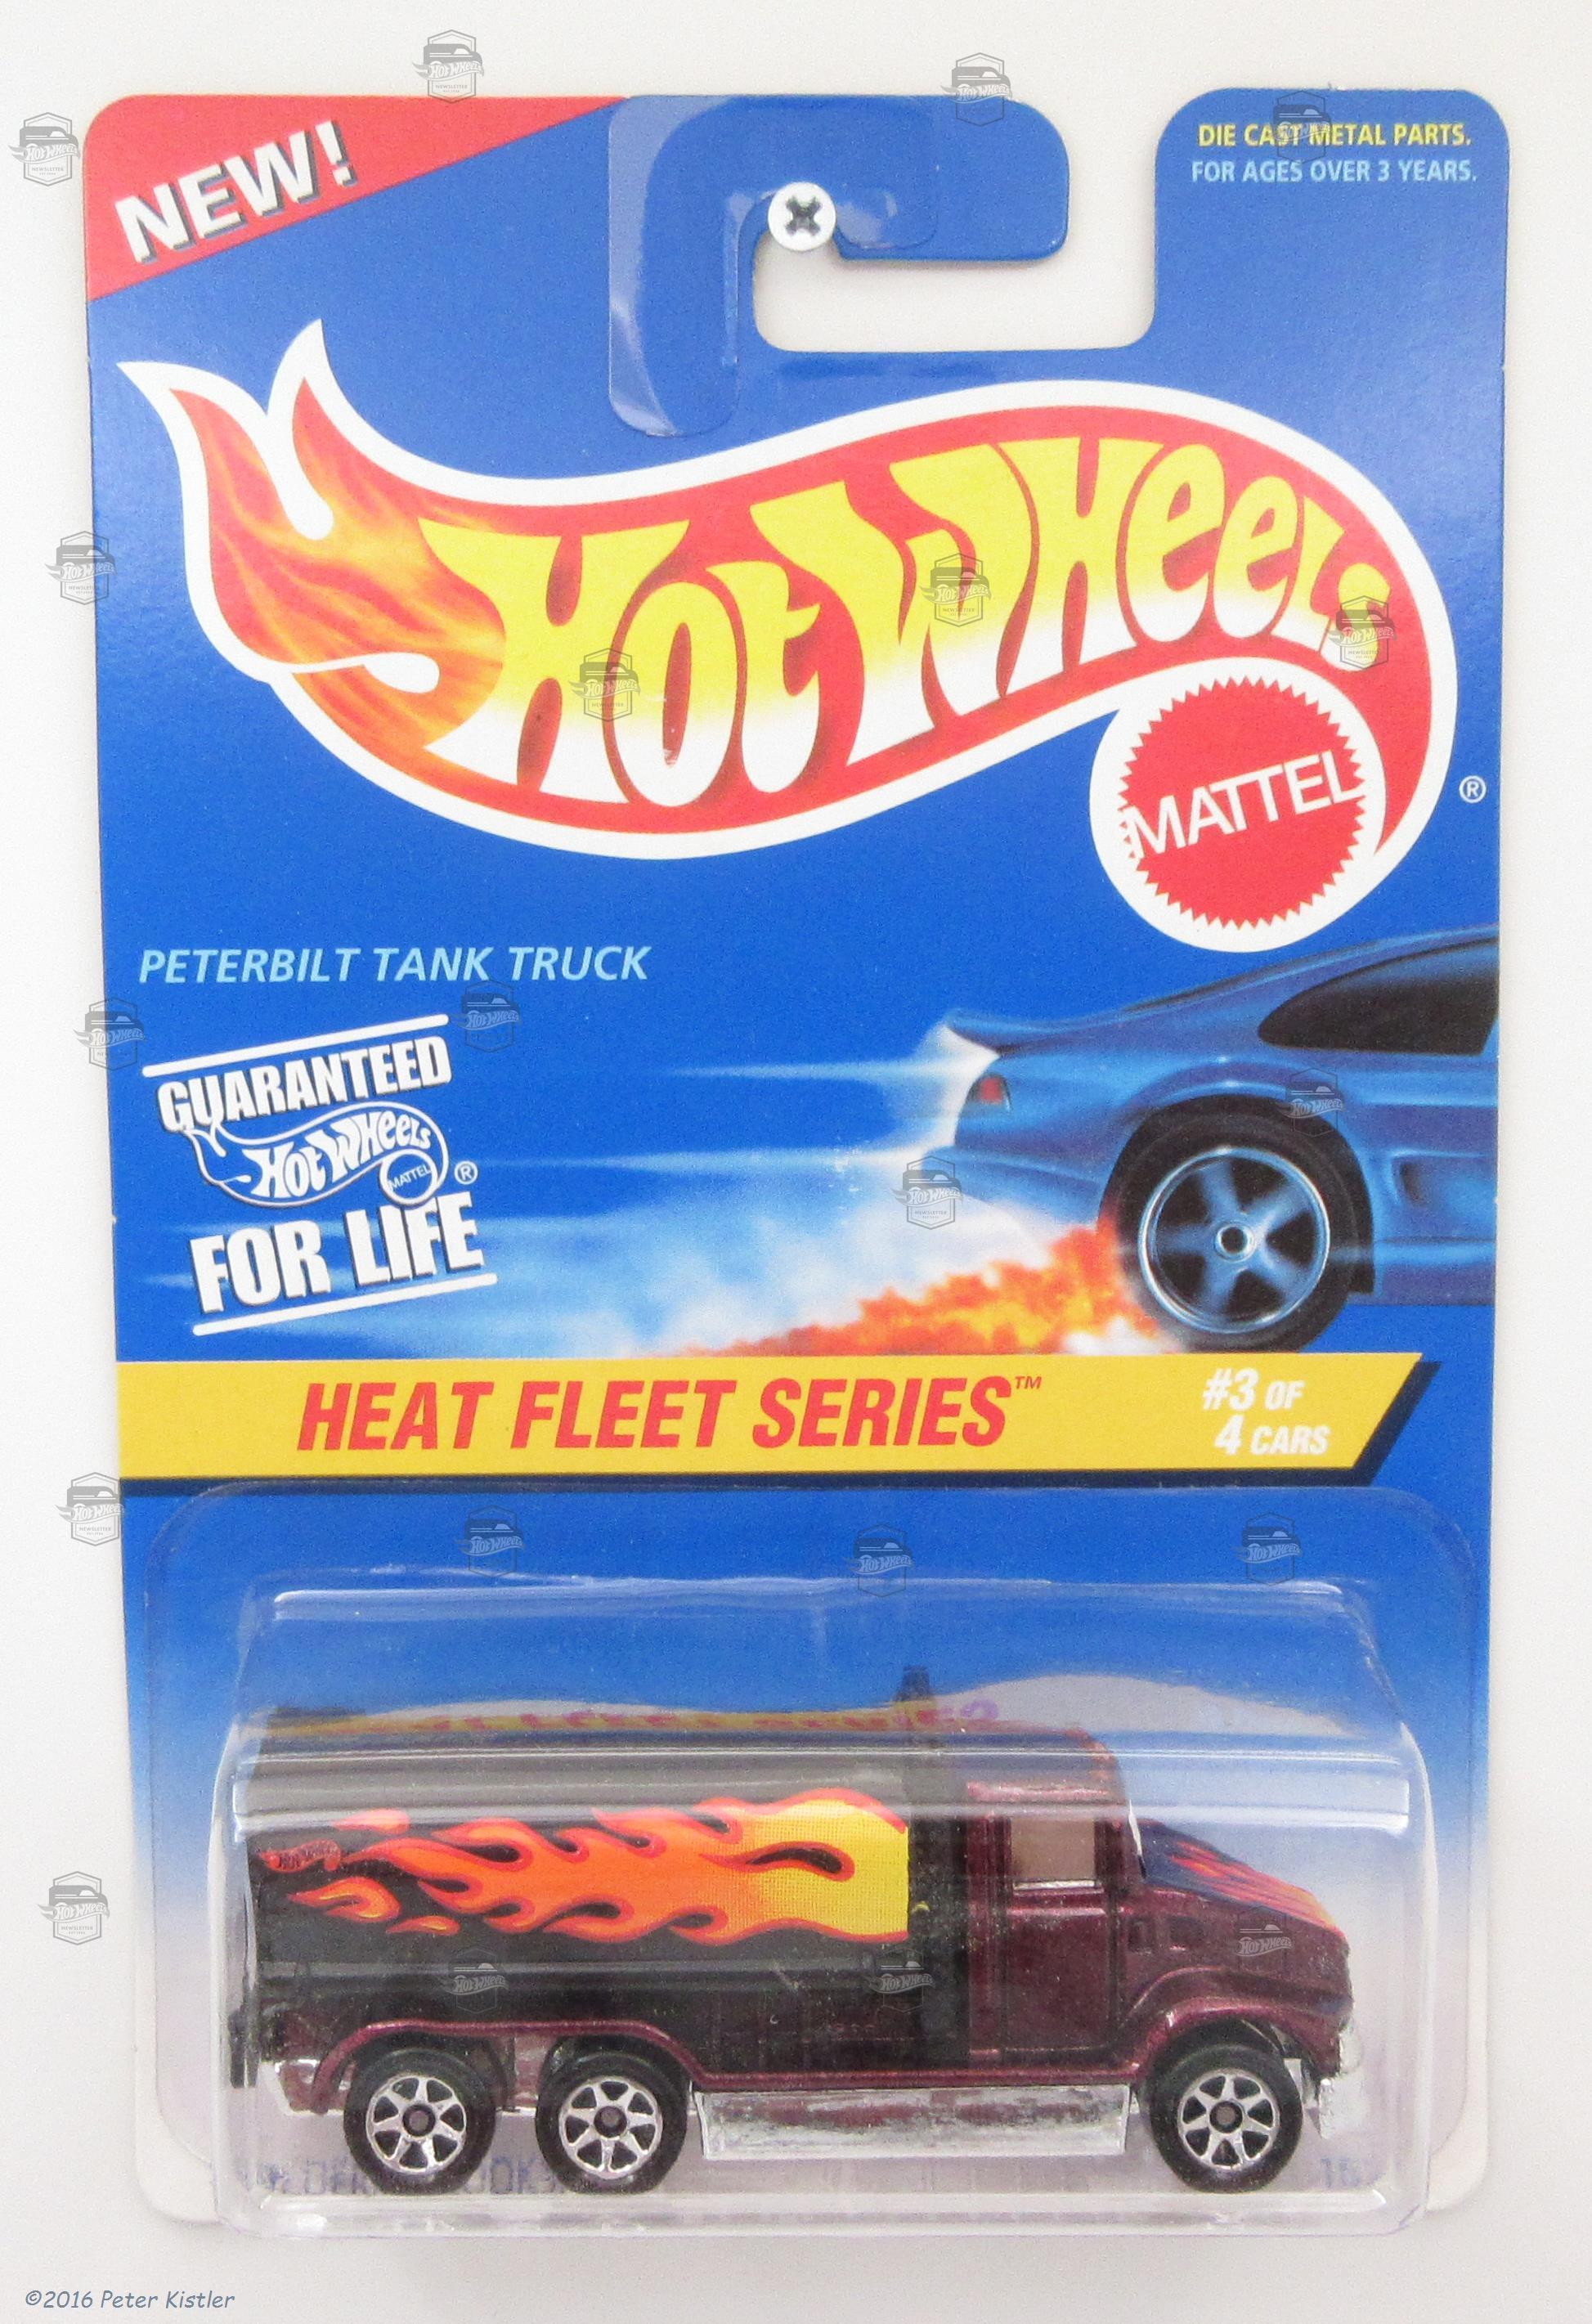 NEW!
DIE CAST METAL PARTS.
FOR AGES OVER 3 YEARS.
Hot Wheels
MATTEL
®
PETERBILT TANK TRUCK
GUARANTEED
Hot Wheels
MATTEL ®
FOR LIFE
HEAT FLEET SERIES™
#3 OF
4 CARS
©2016 Peter Kistler